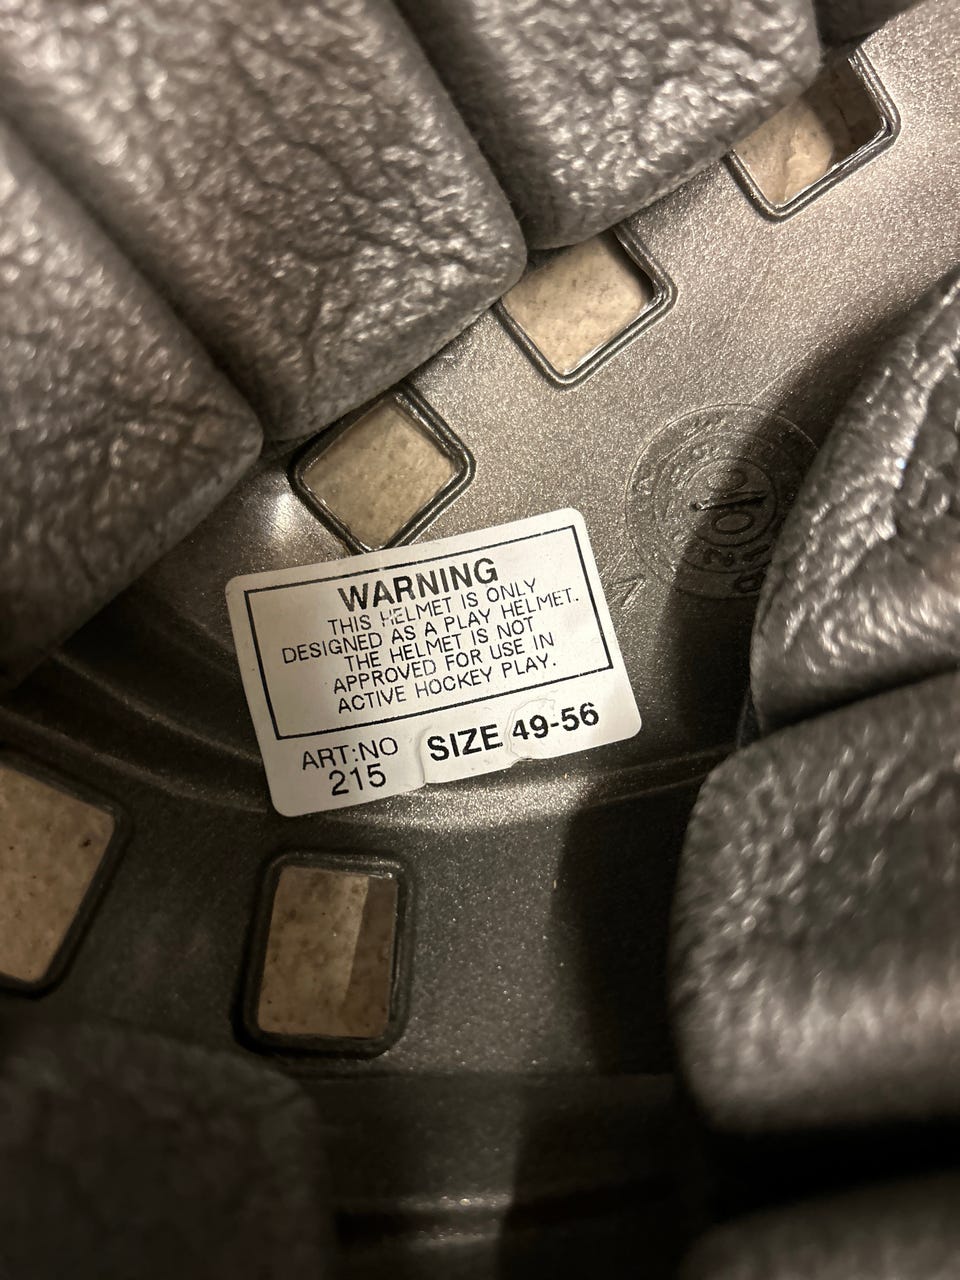 WARNING
THIS HELMET IS ONLY
DESIGNED AS A PLAY HELMET.
THE HELMET IS NOT
APPROVED FOR USE IN
ACTIVE HOCKEY PLAY.
ART:NO
215
SIZE 49-56